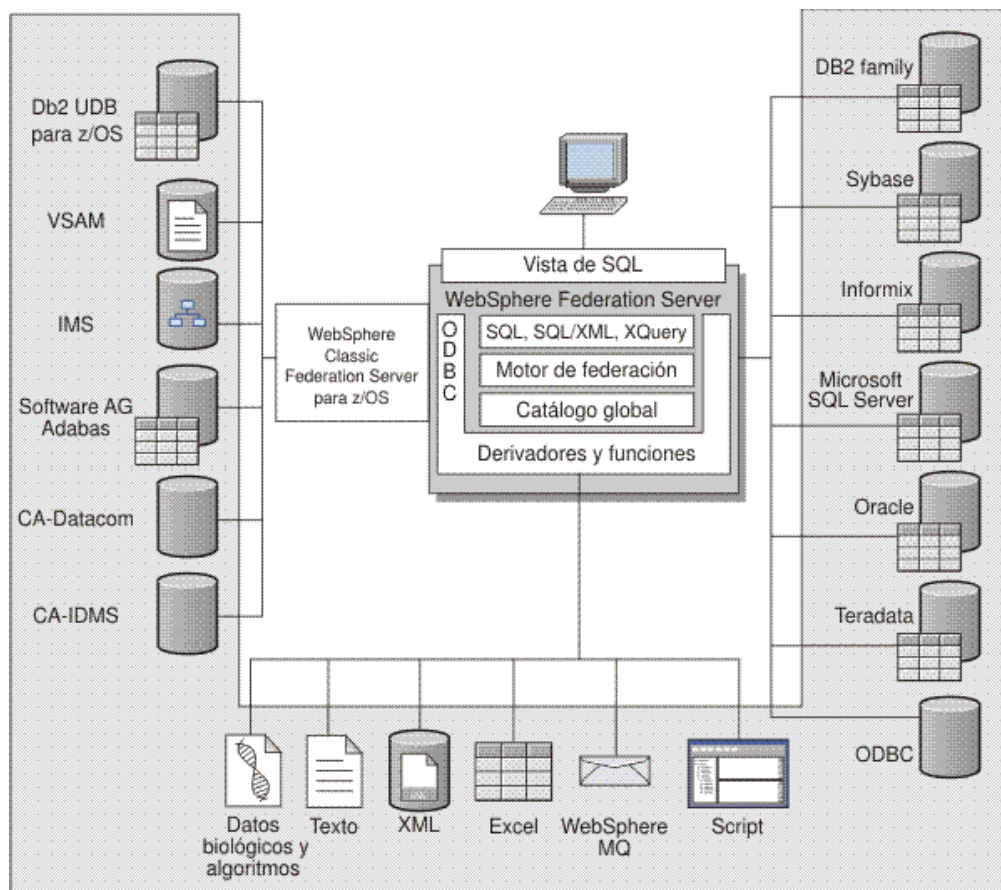 Db2 UDB
para z/OS
VSAM
IMS
Software AG
Adabas
CA-Datacom
CA-IDMS
WebSphere
Classic
Federation Server
para z/OS
Vista de SQL
WebSphere Federation Server
O
D
B
C
SQL, SQL/XML, XQuery
Motor de federación
Catálogo global
Derivadores y funciones
DB2 family
Sybase
Informix
Microsoft
SQL Server
Oracle
Teradata
ODBC
Datos
biológicos y
algoritmos
Texto
XML
Excel
WebSphere
MQ
Script